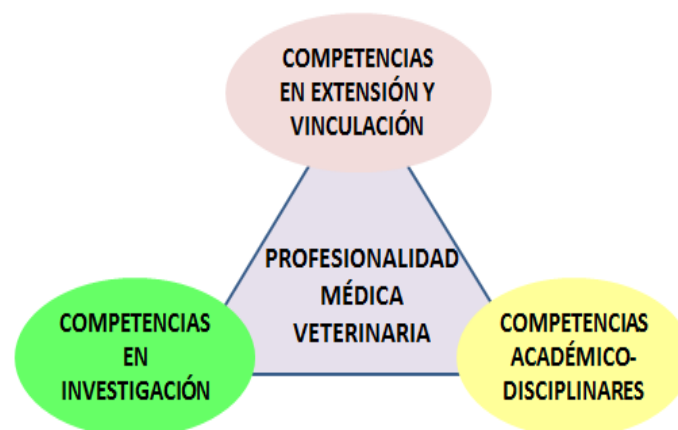 COMPETENCIAS
EN EXTENSIÓN Y
VINCULACIÓN
PROFESIONALIDAD
MÉDICA
VETERINARIA
COMPETENCIAS
EN
INVESTIGACIÓN
COMPETENCIAS
ACADÉMICO-
DISCIPLINARES